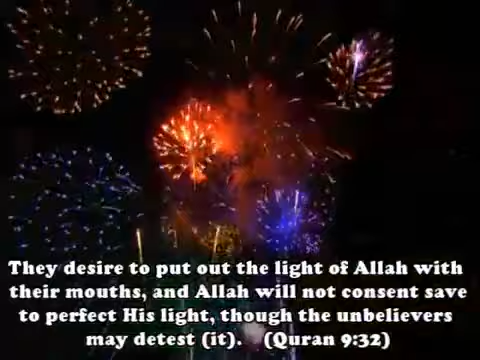 They desire to put out the light of Allah with
their mouths, and Allah will not consent save
to perfect His light, though the unbelievers
may detest (it).   (Quran 9:32)